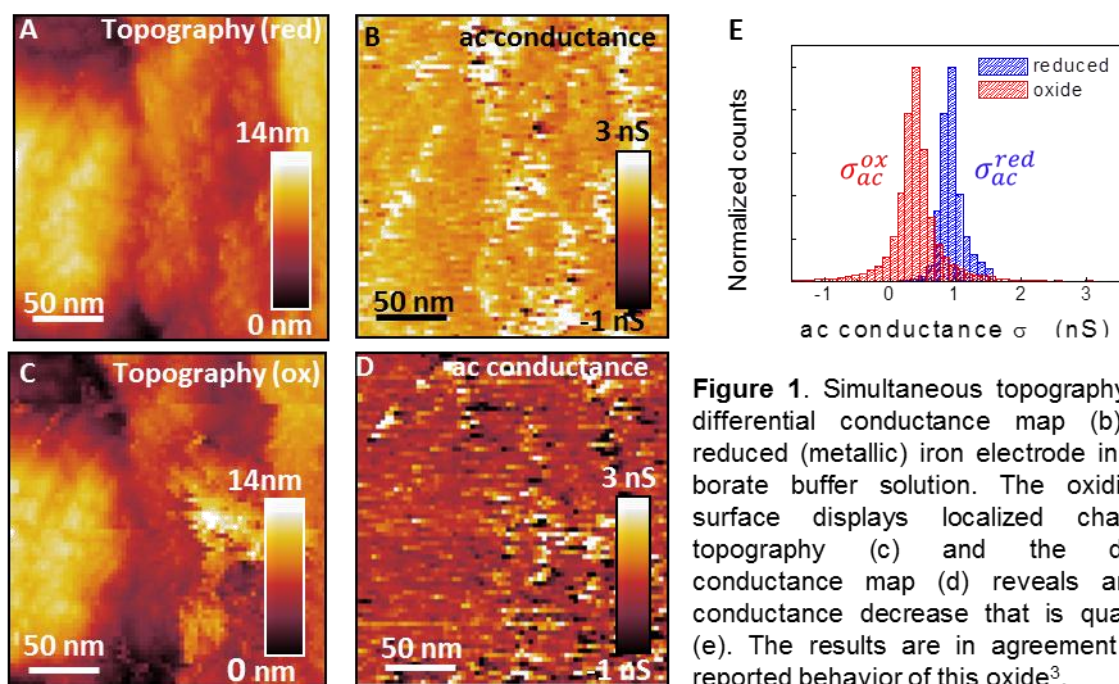 A Topography (red)
14nm
50 nm
0 nm
B ac conductance
3 nS
50 nm
-1 nS
C Topography (ox)
14nm
50 nm
0 nm
D ac conductance
3 nS
50 nm
-1 nS
E
reduced
oxide
σ_ac^ox
σ_ac^red
Normalized counts
-1 0 1 2 3
ac conductance σ (nS)
Figure 1. Simultaneous topography
differential conductance map (b)
reduced (metallic) iron electrode in
borate buffer solution. The
surface displays localized
topography (c) and the
conductance map (d) reveals
conductance decrease that is
(e). The results are in agreement
reported behavior of this oxide³.